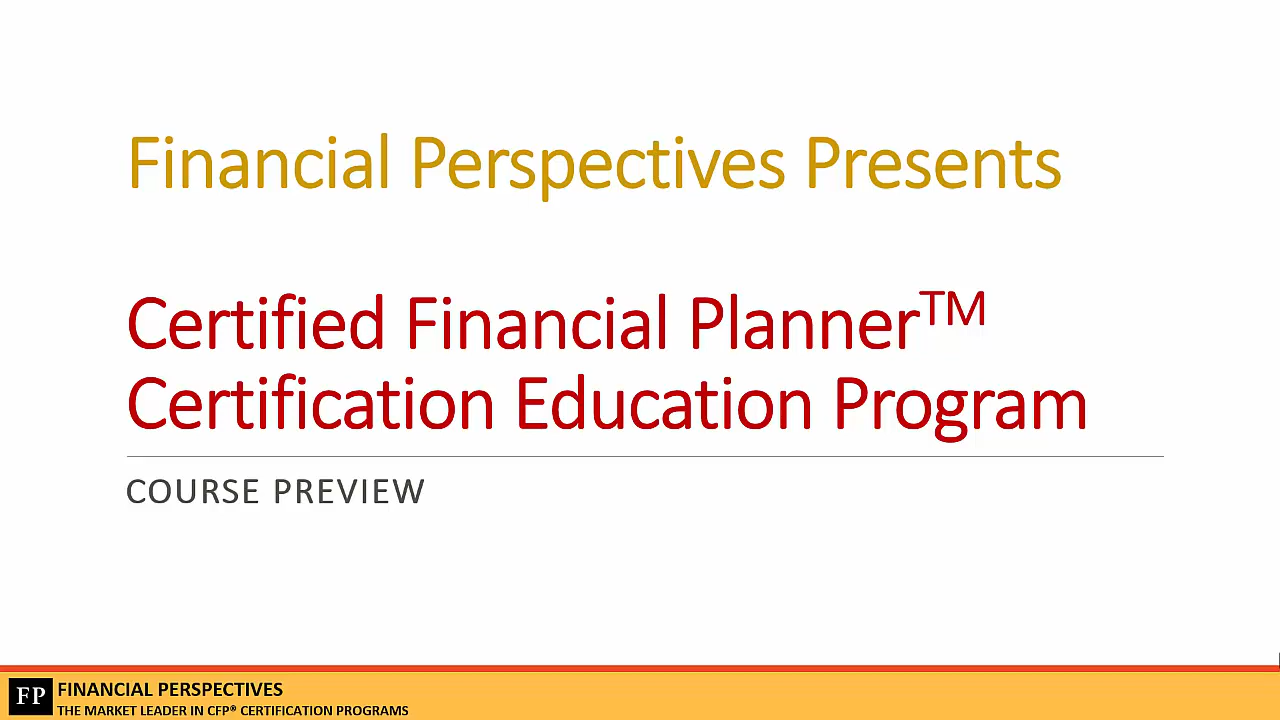 Financial Perspectives Presents
Certified Financial Planner™
Certification Education Program
COURSE PREVIEW
FP
FINANCIAL PERSPECTIVES
THE MARKET LEADER IN CFP® CERTIFICATION PROGRAMS